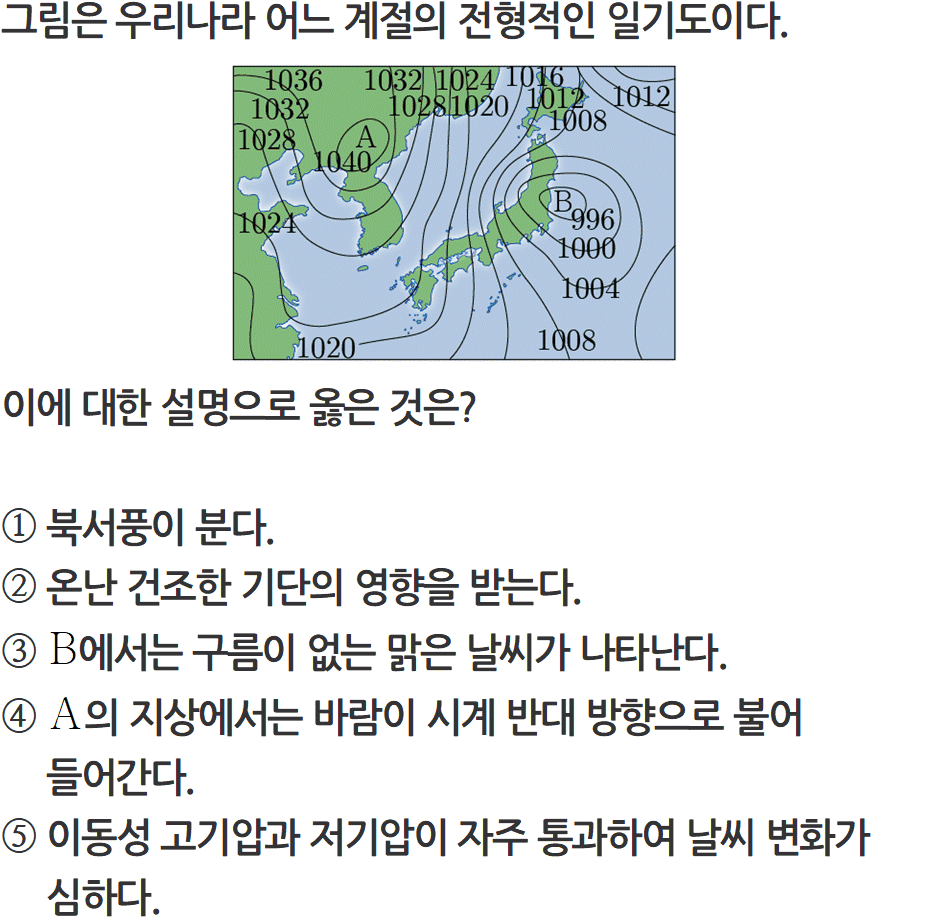 그림은 우리나라 어느 계절의 전형적인 일기도이다.
1036 1032 1024 1016
1032 1028 1020 1012 1012
1028 A 1008
1040
B
1024 996
1000
1004
1020 1008
이에 대한 설명으로 옳은 것은?
① 북서풍이 분다.
② 온난 건조한 기단의 영향을 받는다.
③ B에서는 구름이 없는 맑은 날씨가 나타난다.
④ A의 지상에서는 바람이 시계 반대 방향으로 불어
들어간다.
⑤ 이동성 고기압과 저기압이 자주 통과하여 날씨 변화가
심하다.